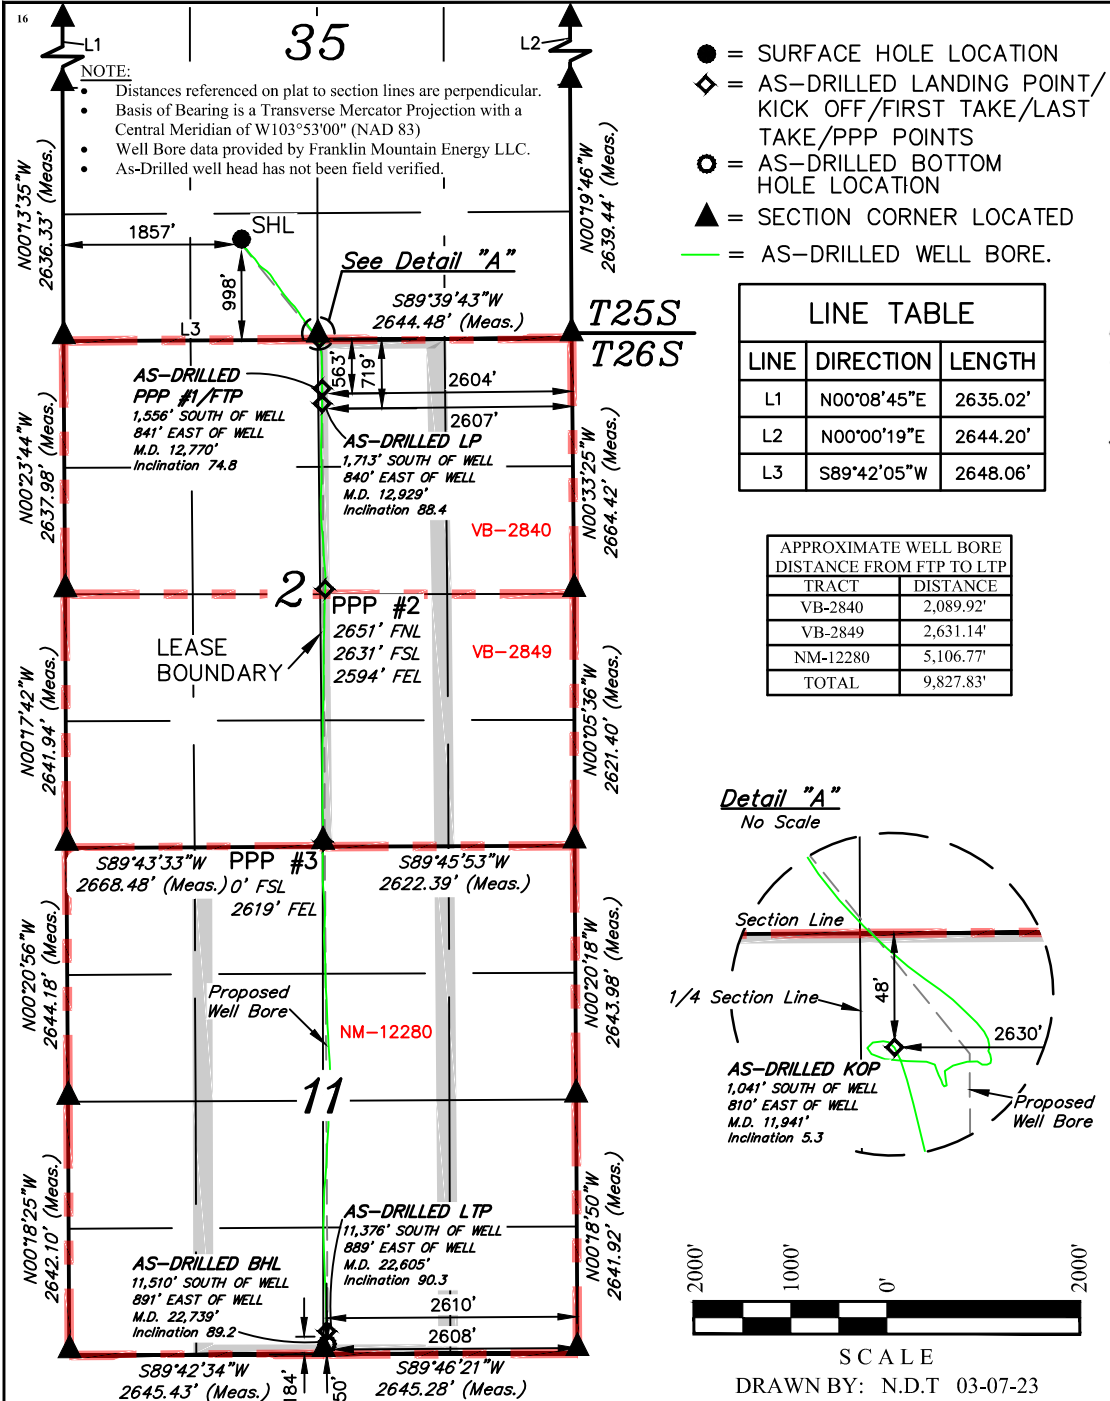 16
35
L1
L2
NOTE:
• Distances referenced on plat to section lines are perpendicular.
• Basis of Bearing is a Transverse Mercator Projection with a
Central Meridian of W103°53'00" (NAD 83)
• Well Bore data provided by Franklin Mountain Energy LLC.
• As-Drilled well head has not been field verified.
● = SURFACE HOLE LOCATION
= AS-DRILLED LANDING POINT/
KICK OFF/FIRST TAKE/LAST
TAKE/PPP POINTS
= AS-DRILLED BOTTOM
HOLE LOCATION
▲ = SECTION CORNER LOCATED
= AS-DRILLED WELL BORE.
N00°13'35"W
2636.33' (Meas.)
N00°19'46"W
2639.44' (Meas.)
1857'
SHL
998'
See Detail "A"
S89°39'43"W
2644.48' (Meas.)
L3
T25S
T26S
LINE TABLE
LINE DIRECTION LENGTH
L1 N00°08'45"E 2635.02'
L2 N00°00'19"E 2644.20'
L3 S89°42'05"W 2648.06'
AS-DRILLED
PPP #1/FTP
1,556' SOUTH OF WELL
841' EAST OF WELL
M.D. 12,770'
Inclination 74.8
563'
719'
2604'
2607'
AS-DRILLED LP
1,713' SOUTH OF WELL
840' EAST OF WELL
M.D. 12,929'
Inclination 88.4
N00°23'44"W
2637.98' (Meas.)
N00°33'25"W
2664.42' (Meas.)
VB-2840
APPROXIMATE WELL BORE
DISTANCE FROM FTP TO LTP
TRACT DISTANCE
VB-2840 2,089.92'
VB-2849 2,631.14'
NM-12280 5,106.77'
TOTAL 9,827.83'
2
PPP #2
2651' FNL
2631' FSL
2594' FEL
VB-2849
LEASE
BOUNDARY
N00°17'42"W
2641.94' (Meas.)
N00°05'36"W
2621.40' (Meas.)
S89°43'33"W
2668.48' (Meas.)
PPP #3
0' FSL
2619' FEL
S89°45'53"W
2622.39' (Meas.)
Detail "A"
No Scale
Section Line
1/4 Section Line
48'
2630'
AS-DRILLED KOP
1,041' SOUTH OF WELL
810' EAST OF WELL
M.D. 11,941'
Inclination 5.3
Proposed
Well Bore
N00°20'56"W
2644.18' (Meas.)
N00°20'18"W
2643.98' (Meas.)
Proposed
Well Bore
NM-12280
11
N00°18'25"W
2642.10' (Meas.)
N00°18'50"W
2641.92' (Meas.)
AS-DRILLED LTP
11,376' SOUTH OF WELL
889' EAST OF WELL
M.D. 22,605'
Inclination 90.3
AS-DRILLED BHL
11,510' SOUTH OF WELL
891' EAST OF WELL
M.D. 22,739'
Inclination 89.2
2610'
2608'
184'
50'
S89°42'34"W
2645.43' (Meas.)
S89°46'21"W
2645.28' (Meas.)
2000' 1000' 0' 2000'
SCALE
DRAWN BY: N.D.T 03-07-23